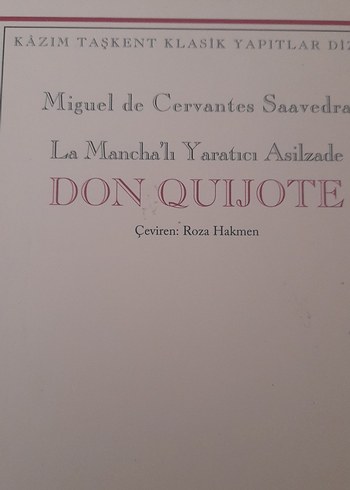 KÂZIM TAŞKENT KLASİK YAPITLAR DİZ
Miguel de Cervantes Saavedra
La Mancha'lı Yaratıcı Asilzade
DON QUIJOTE
Çeviren: Roza Hakmen